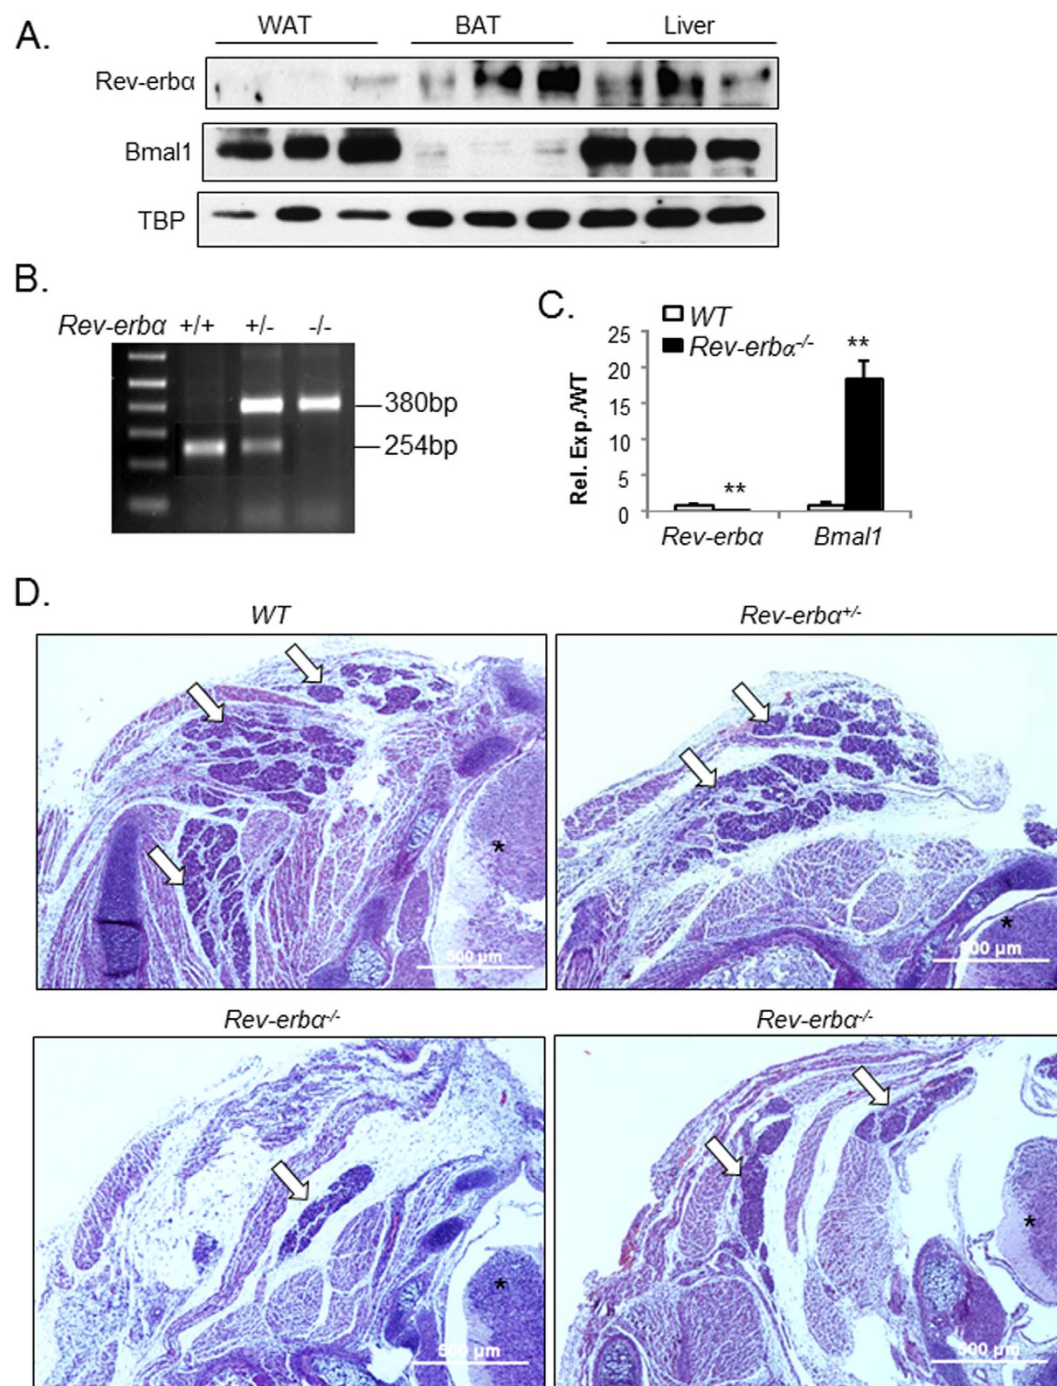 A.
WAT BAT Liver
Rev-erbα
Bmal1
TBP
B.
Rev-erbα +/+ +/- -/-
380bp
254bp
C.
WT
Rev-erbα-/-
Rel. Exp./WT
25
20
15
10
5
0
**
**
Rev-erbα Bmal1
D.
WT Rev-erbα+/-
*
*
500 µm
500 µm
Rev-erbα-/- Rev-erbα-/-
*
*
500 µm
500 µm